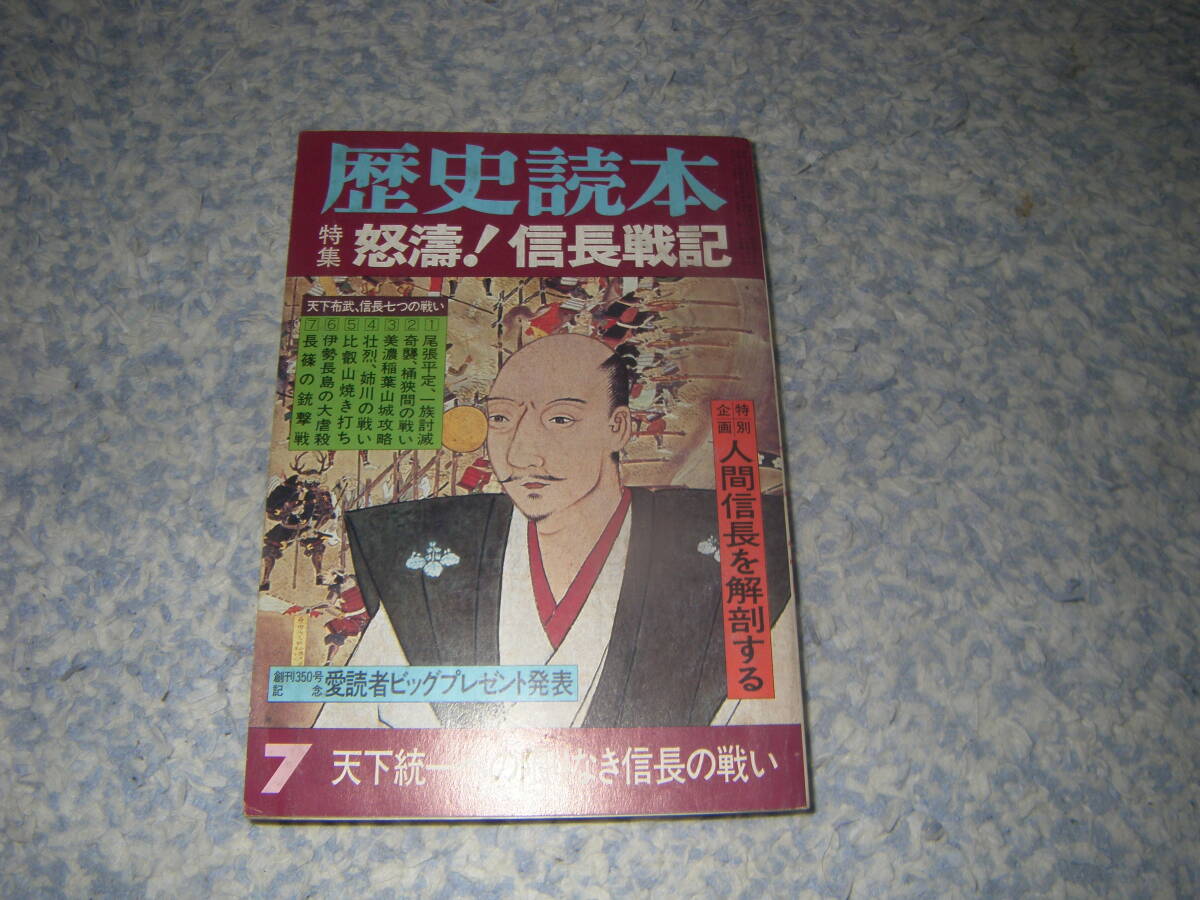 歴史読本
特集
怒濤!信長戦記
天下布武、信長七つの戦い
1尾張平定、一族討滅
2奇襲、桶狭間の戦い
3美濃稲葉山城攻略
4壮烈、姉川の戦い
5比叡山焼き打ち
6伊勢長島の大虐殺
7長篠の銃撃戦
特別企画
人間信長を解剖する
創刊350号記念
愛読者ビッグプレゼント発表
7
天下統一 の なき信長の戦い